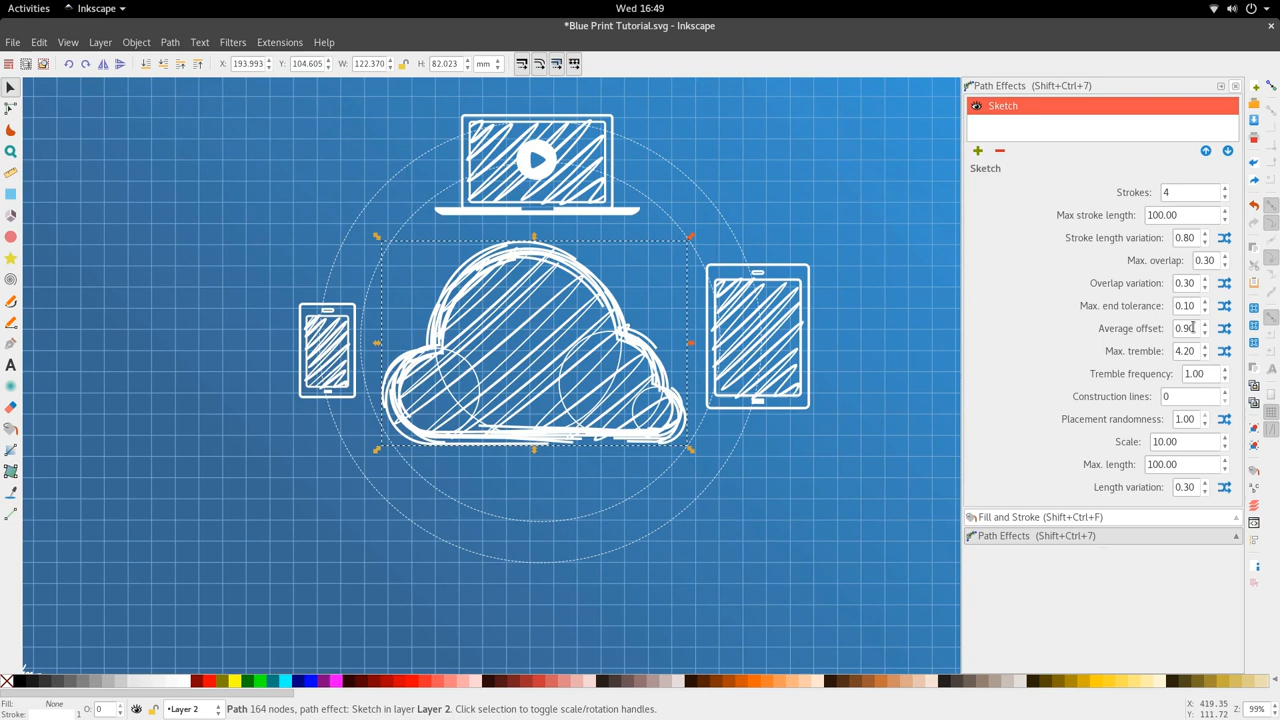 Activities Inkscape Wed 16:49
*Blue Print Tutorial.svg - Inkscape
File Edit View Layer Object Path Text Filters Extensions Help
X: 193.993 Y: 104.605 W: 122.370 H: 82.023 mm
Path Effects (Shift+Ctrl+7)
Sketch
Sketch
Strokes: 4
Max stroke length: 100.00
Stroke length variation: 0.80
Max. overlap: 0.30
Overlap variation: 0.30
Max. end tolerance: 0.10
Average offset: 0.90
Max. tremble: 4.20
Tremble frequency: 1.00
Construction lines: 0
Placement randomness: 1.00
Scale: 10.00
Max. length: 100.00
Length variation: 0.30
Fill and Stroke (Shift+Ctrl+F)
Path Effects (Shift+Ctrl+7)
Fill: None
Stroke: 1 O: 0 •Layer 2 Path 164 nodes, path effect: Sketch in layer Layer 2. Click selection to toggle scale/rotation handles.
X: 419.35
Y: 111.72
Z: 99%